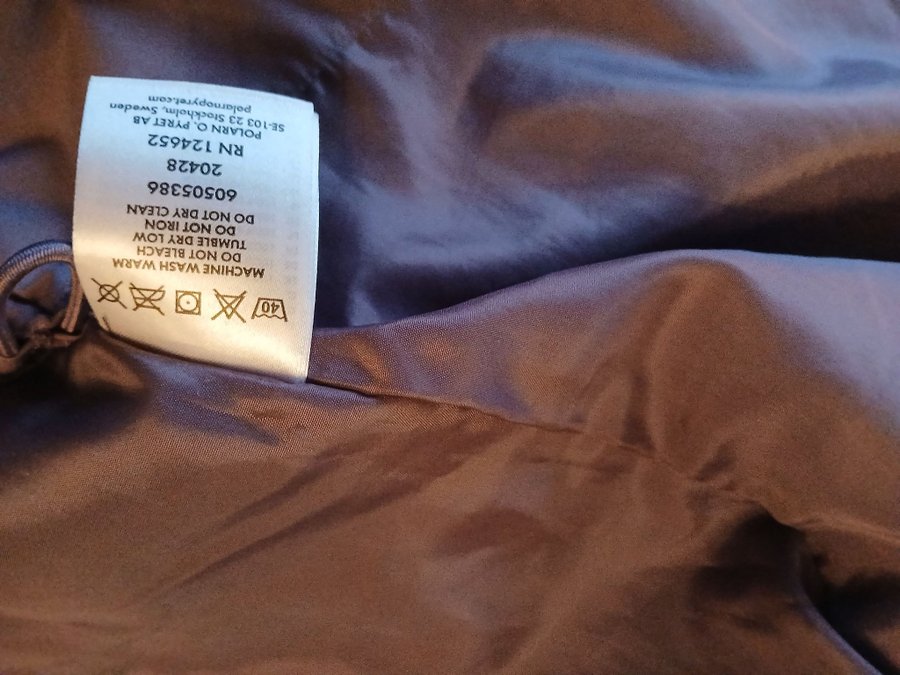 40
MACHINE WASH WARM
DO NOT BLEACH
TUMBLE DRY LOW
DO NOT IRON
DO NOT DRY CLEAN
60505386
20428
RN 124652
POLARN O. PYRET AB
SE-103 23 Stockholm, Sweden
polarnopyret.com